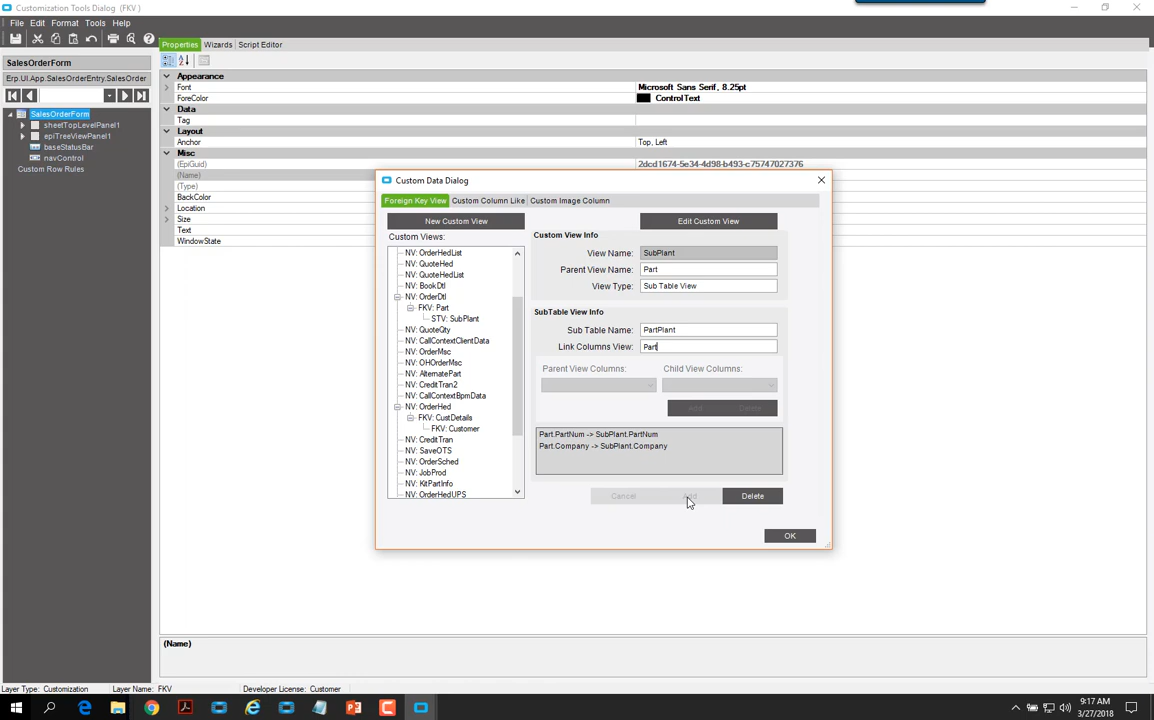 Customization Tools Dialog (FKV )
File Edit Format Tools Help
Properties Wizards Script Editor
SalesOrderForm
Erp.UI.App.SalesOrderEntry.SalesOrder
SalesOrderForm
sheetTopLevelPanel1
epiTreeViewPanel1
baseStatusBar
navControl
Custom Row Rules
Appearance
Font Microsoft Sans Serif, 8.25pt
ForeColor ControlText
Data
Tag
Layout
Anchor Top, Left
Misc
(EpiGuid) 2dcd1674-5e34-4d98-b493-c75747027376
(Name)
(Type)
BackColor
Location
Size
Text
WindowState
Custom Data Dialog
Foreign Key View Custom Column Like Custom Image Column
New Custom View Edit Custom View
Custom Views:
NV: OrderHedList
NV: QuoteHed
NV: QuoteHedList
NV: BookDtl
NV: OrderDtl
FKV: Part
STV: SubPlant
NV: QuoteQty
NV: CallContextClientData
NV: OrderMsc
NV: OHOrderMsc
NV: AlternatePart
NV: CreditTran2
NV: CallContextBpmData
NV: OrderHed
FKV: CustDetails
FKV: Customer
NV: CreditTran
NV: SaveOTS
NV: OrderSched
NV: JobProd
NV: KitPartInfo
NV: OrderHedUPS
Custom View Info
View Name: SubPlant
Parent View Name: Part
View Type: Sub Table View
SubTable View Info
Sub Table Name: PartPlant
Link Columns View: Part
Parent View Columns: Child View Columns:
Add Delete
Part.PartNum -> SubPlant.PartNum
Part.Company -> SubPlant.Company
Cancel Add Delete
OK
(Name)
Layer Type: Customization Layer Name: FKV Developer License: Customer
9:17 AM
3/27/2018